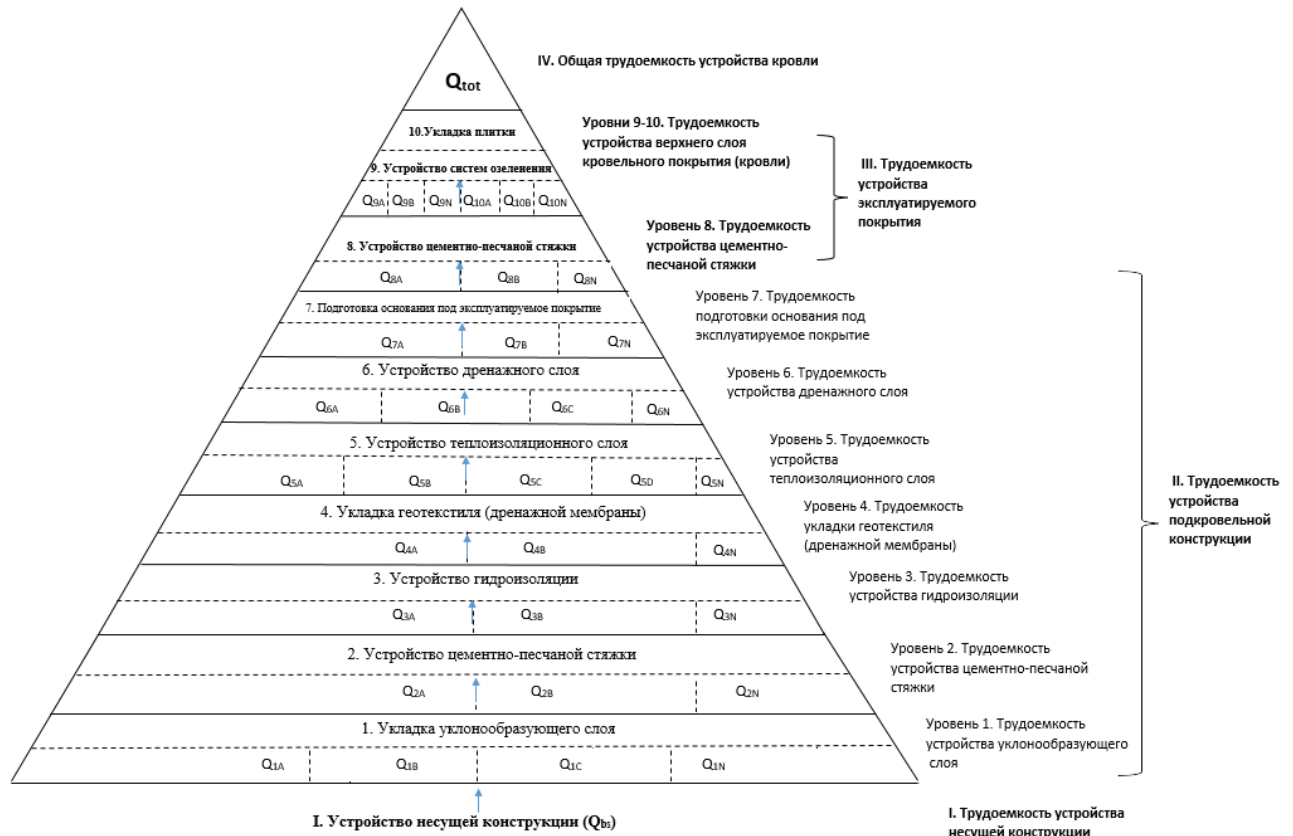 IV. Общая трудоемкость устройства кровли
Qtot
10.Укладка плитки
9. Устройство систем озеленения
Q9A Q9B Q9N Q10A Q10B Q10N
Уровни 9-10. Трудоемкость
устройства верхнего слоя
кровельного покрытия (кровли)
III. Трудоемкость
устройства
эксплуатируемого
покрытия
8. Устройство цементно-песчаной стяжки
Q8A Q8B Q8N
Уровень 8. Трудоемкость
устройства цементно-
песчаной стяжки
7. Подготовка основания под эксплуатируемое покрытие
Q7A Q7B Q7N
Уровень 7. Трудоемкость
подготовки основания под
эксплуатируемое покрытие
6. Устройство дренажного слоя
Q6A Q6B Q6C Q6N
Уровень 6. Трудоемкость
устройства дренажного слоя
5. Устройство теплоизоляционного слоя
Q5A Q5B Q5C Q5D Q5N
Уровень 5. Трудоемкость
устройства
теплоизоляционного слоя
II. Трудоемкость
устройства
подкровельной
конструкции
4. Укладка геотекстиля (дренажной мембраны)
Q4A Q4B Q4N
Уровень 4. Трудоемкость
укладки геотекстиля
(дренажной мембраны)
3. Устройство гидроизоляции
Q3A Q3B Q3N
Уровень 3. Трудоемкость
устройства гидроизоляции
2. Устройство цементно-песчаной стяжки
Q2A Q2B Q2N
Уровень 2. Трудоемкость
устройства цементно-песчаной
стяжки
1. Укладка уклонообразующего слоя
Q1A Q1B Q1C Q1N
Уровень 1. Трудоемкость
устройства уклонообразующего
слоя
I. Устройство несущей конструкции (Qbs)
I. Трудоемкость устройства
несущей конструкции